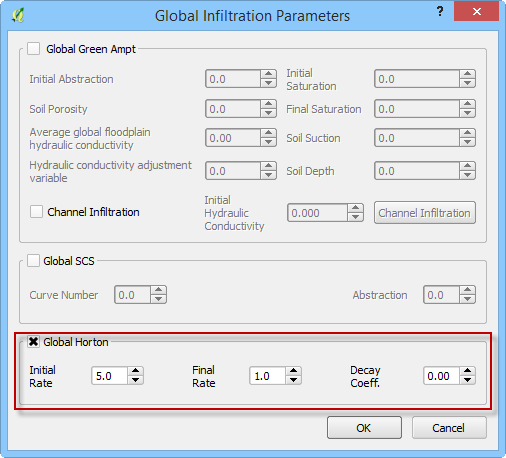 Global Infiltration Parameters
? ×
Global Green Ampt
Initial Abstraction 0.0 Initial
Saturation 0.0
Soil Porosity 0.0 Final Saturation 0.0
Average global floodplain
hydraulic conductivity 0.00 Soil Suction 0.0
Hydraulic conductivity adjustment
variable 0.0 Soil Depth 0.0
Channel Infiltration
Initial
Hydraulic
Conductivity 0.000 Channel Infiltration
Global SCS
Curve Number 0.0 Abstraction 0.0
Global Horton
Initial
Rate 5.0
Final
Rate 1.0
Decay
Coeff. 0.00
OK Cancel